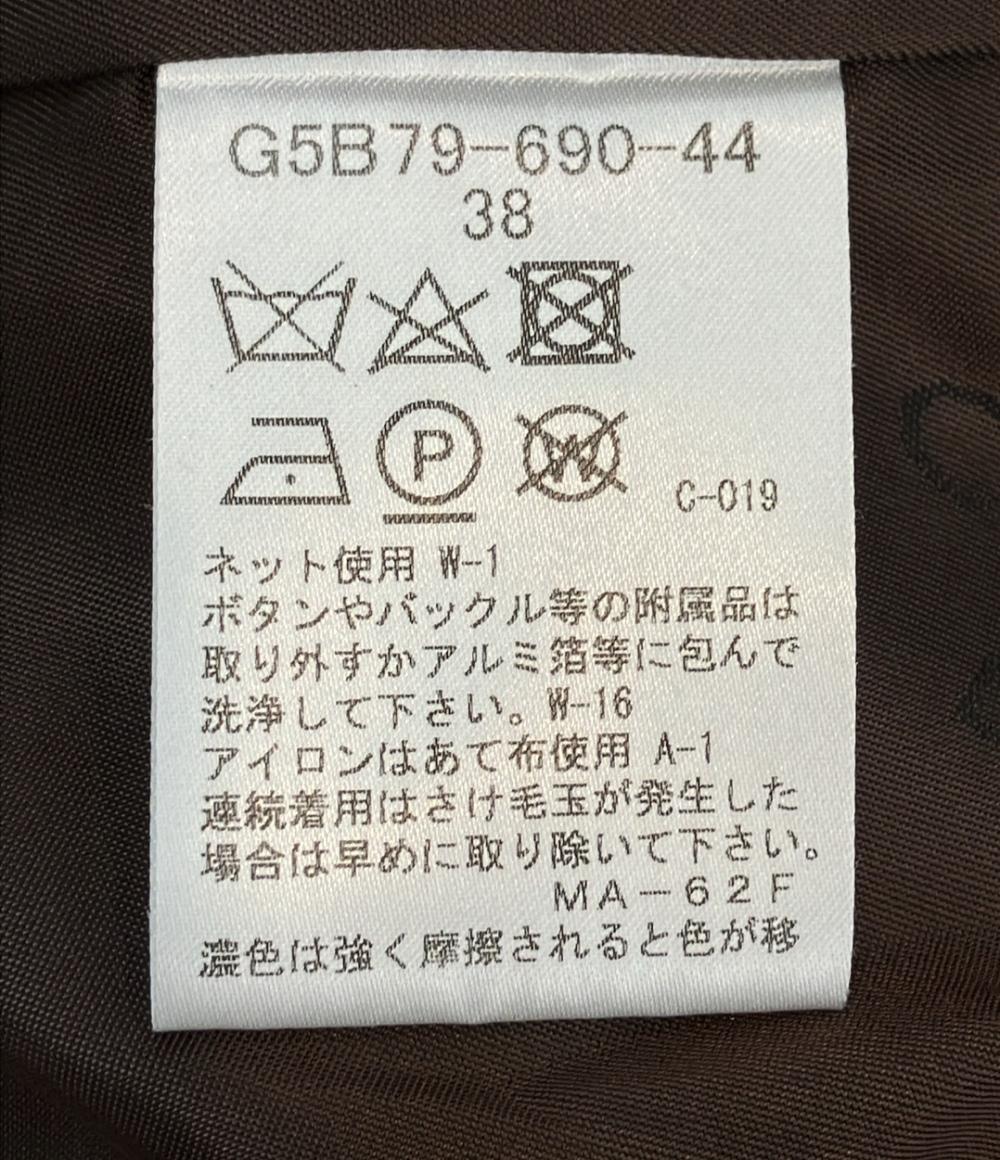 G5B79-690-44
38
P
W
C-019
ネット使用 W-1
ボタンやバックル等の附属品は
取り外すかアルミ箔等に包んで
洗浄して下さい。W-16
アイロンはあて布使用 A-1
連続着用はさけ毛玉が発生した
場合は早めに取り除いて下さい。
MA-62F
濃色は強く摩擦されると色が移